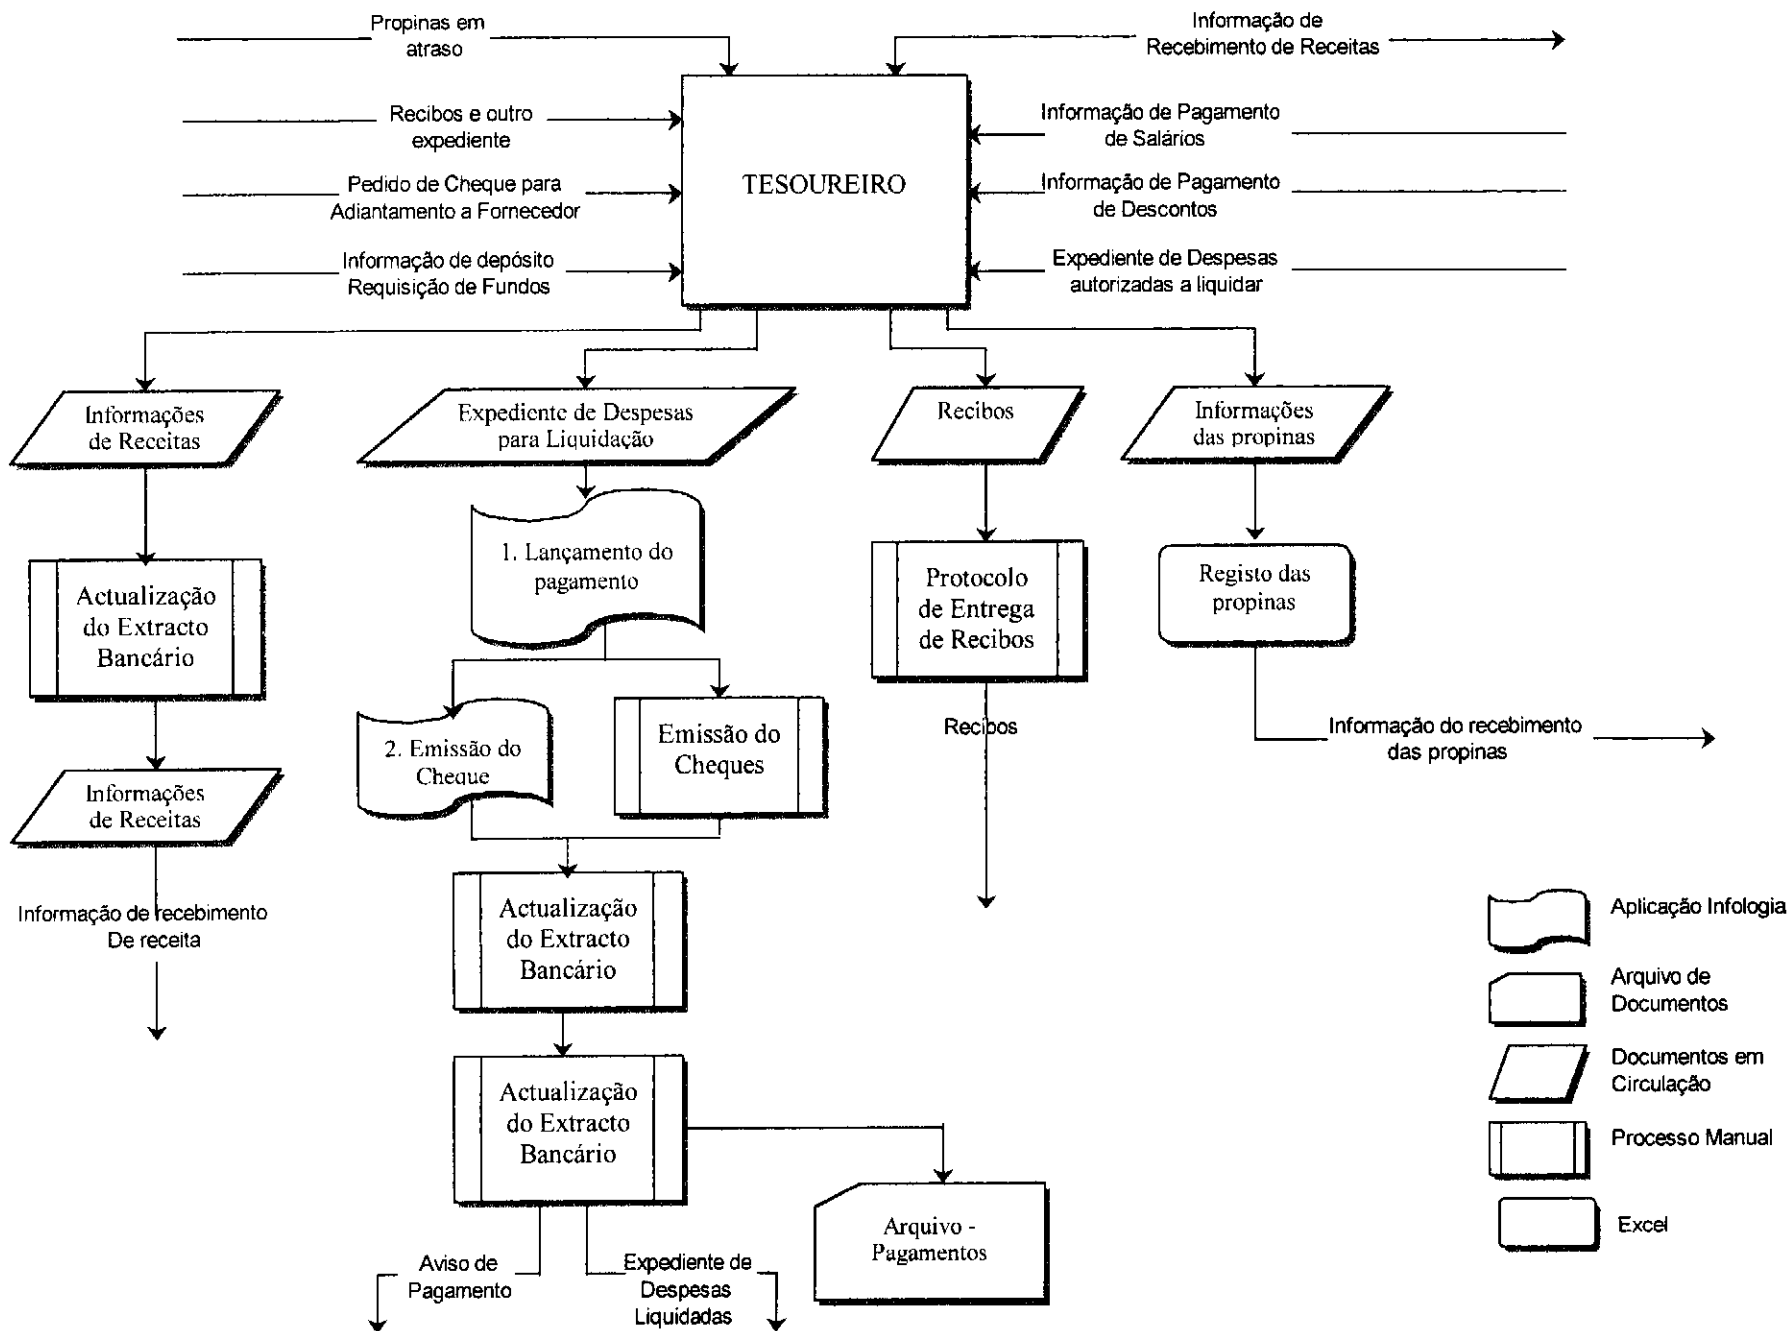 Propinas em
atraso
Informação de
Recebimento de Receitas
Recibos e outro
expediente
Informação de Pagamento
de Salários
TESOUREIRO
Pedido de Cheque para
Adiantamento a Fornecedor
Informação de Pagamento
de Descontos
Informação de depósito
Requisição de Fundos
Expediente de Despesas
autorizadas a liquidar
Informações
de Receitas
Expediente de Despesas
para Liquidação
Recibos
Informações
das propinas
1. Lançamento do
pagamento
Actualização
do Extracto
Bancário
Protocolo
de Entrega
de Recibos
Registo das
propinas
2. Emissão do
Cheque
Emissão do
Cheques
Recibos
Informação do recebimento
das propinas
Informações
de Receitas
Informação de recebimento
De receita
Actualização
do Extracto
Bancário
Actualização
do Extracto
Bancário
Arquivo -
Pagamentos
Aviso de
Pagamento
Expediente de
Despesas
Liquidadas
Aplicação Infologia
Arquivo de
Documentos
Documentos em
Circulação
Processo Manual
Excel